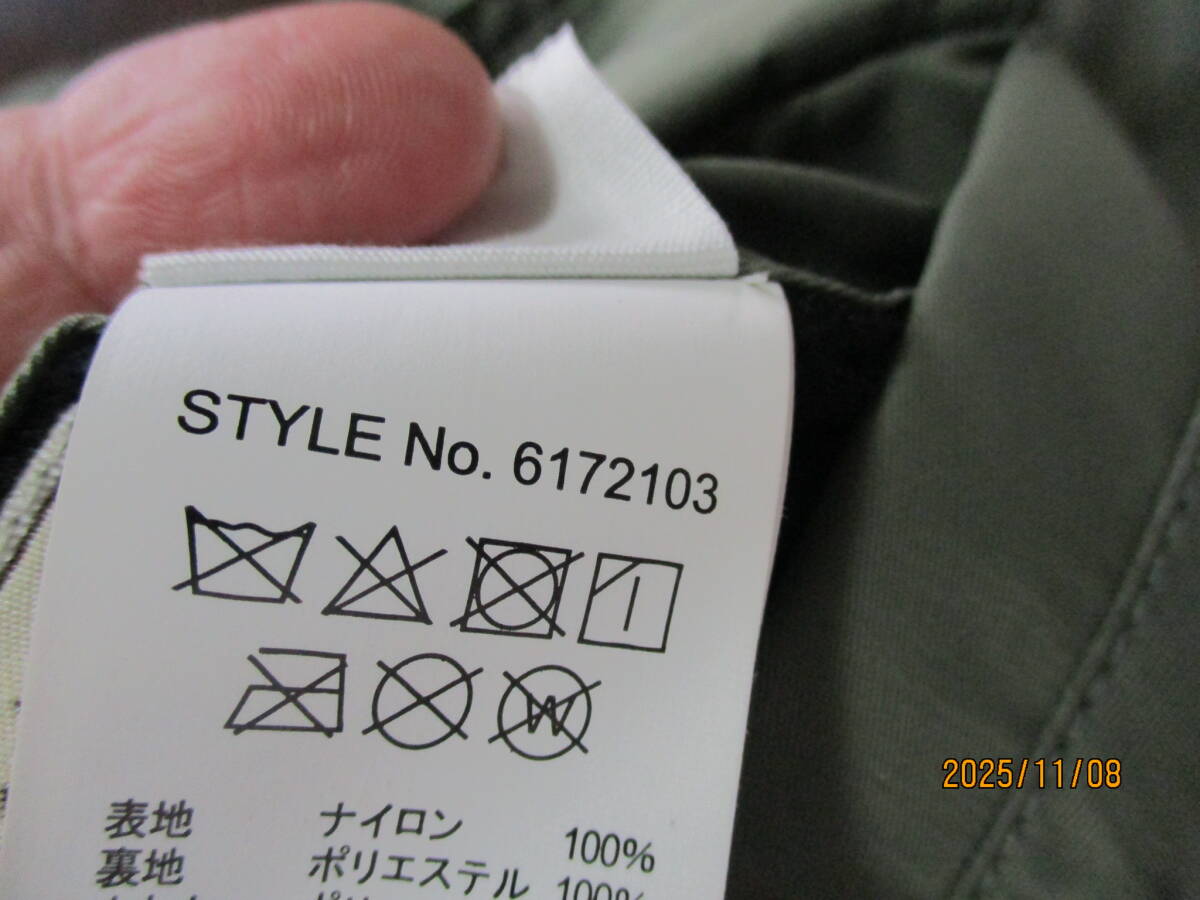 STYLE No. 6172103
W
表地 ナイロン 100%
裏地 ポリエステル 100%
2025/11/08